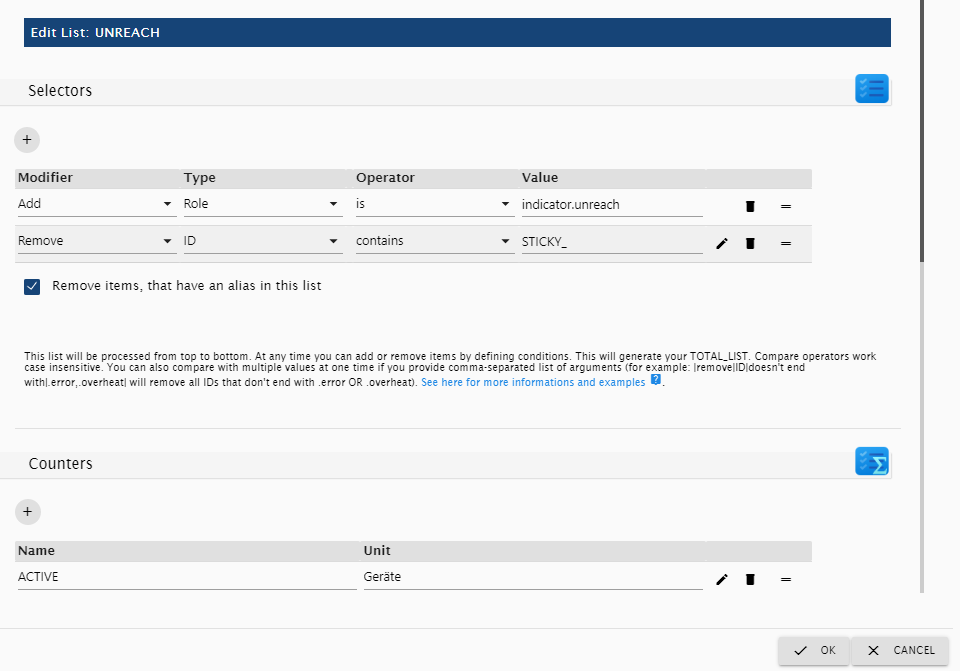 Edit List: UNREACH
Selectors
+
Modifier Type Operator Value
Add Role is indicator.unreach
Remove ID contains STICKY_
Remove items, that have an alias in this list
This list will be processed from top to bottom. At any time you can add or remove items by defining conditions. This will generate your TOTAL_LIST. Compare operators work
case insensitive. You can also compare with multiple values at one time if you provide comma-separated list of arguments (for example: |remove|ID|doesn't end
with|.error,.overheat| will remove all IDs that don't end with .error OR .overheat). See here for more informations and examples ?.
Counters
+
Name Unit
ACTIVE Geräte
OK CANCEL